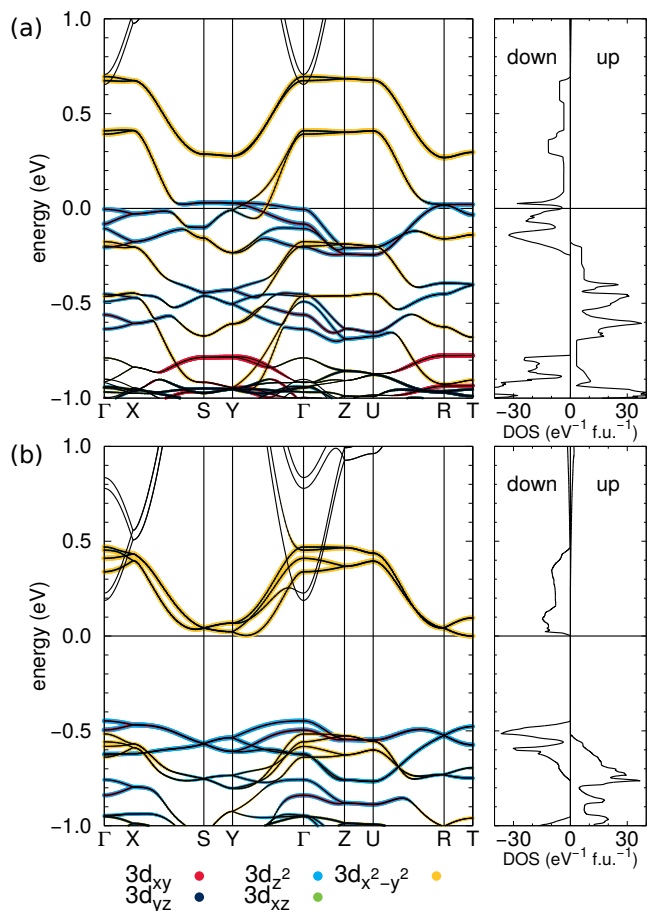 (a)
down up
1.0
0.5
0.0
−0.5
−1.0
energy (eV)
Γ X S Y Γ Z U R T
−30 0 30
DOS (eV⁻¹ f.u.⁻¹)
(b)
down up
1.0
0.5
0.0
−0.5
−1.0
energy (eV)
Γ X S Y Γ Z U R T
−30 0 30
DOS (eV⁻¹ f.u.⁻¹)
3d_xy 3d_z² 3d_x²−y²
3d_yz 3d_xz